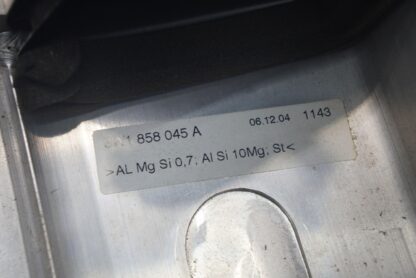 858 045 A 06.12.04 1143
>AL Mg Si 0,7; Al Si 10Mg; St<